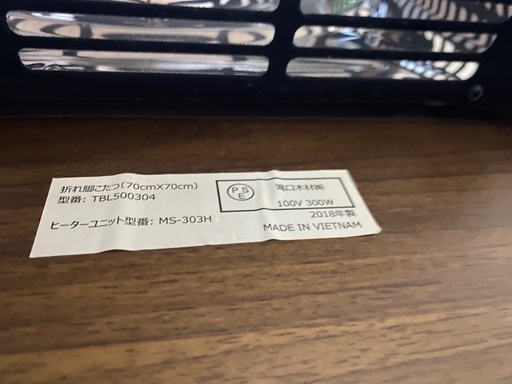 折れ脚こたつ[70cmX70cm]
型番: TBL500304
ヒーターユニット型番: MS-303H
PSE
滝口木材㈱
100V 300W
2018年製
MADE IN VIETNAM